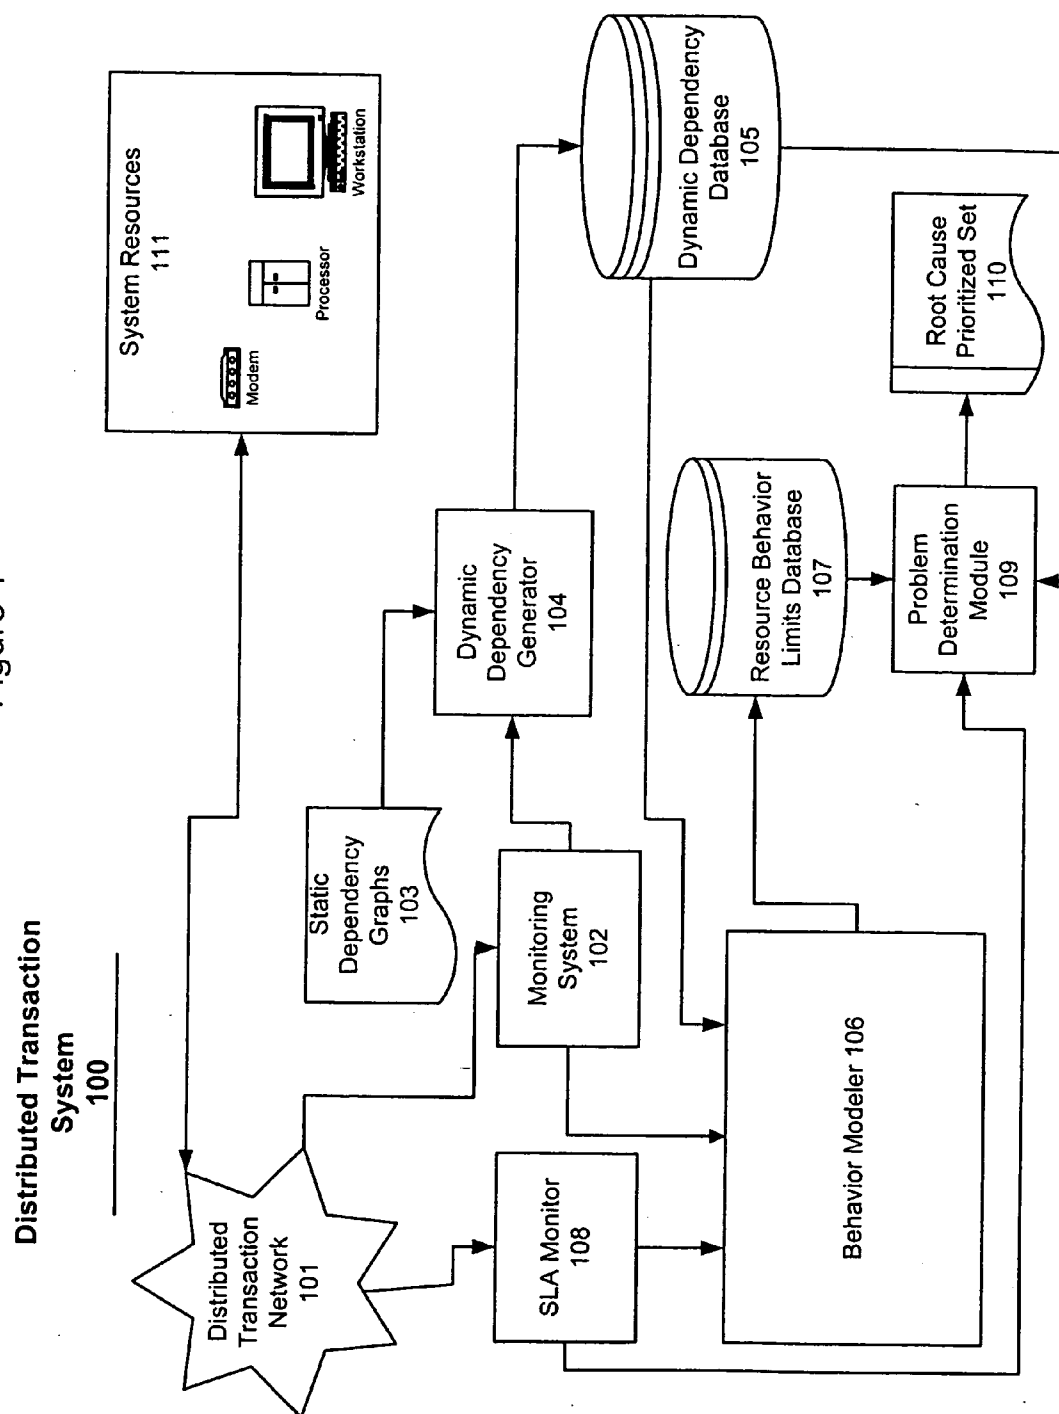 Distributed Transaction
System
100
Distributed
Transaction
Network
101
System Resources
111
Modem
Processor
Workstation
Static
Dependency
Graphs
103
Dynamic
Dependency
Generator
104
Monitoring
System
102
SLA Monitor
108
Dynamic Dependency
Database
105
Resource Behavior
Limits Database
107
Behavior Modeler 106
Problem
Determination
Module
109
Root Cause
Prioritized Set
110